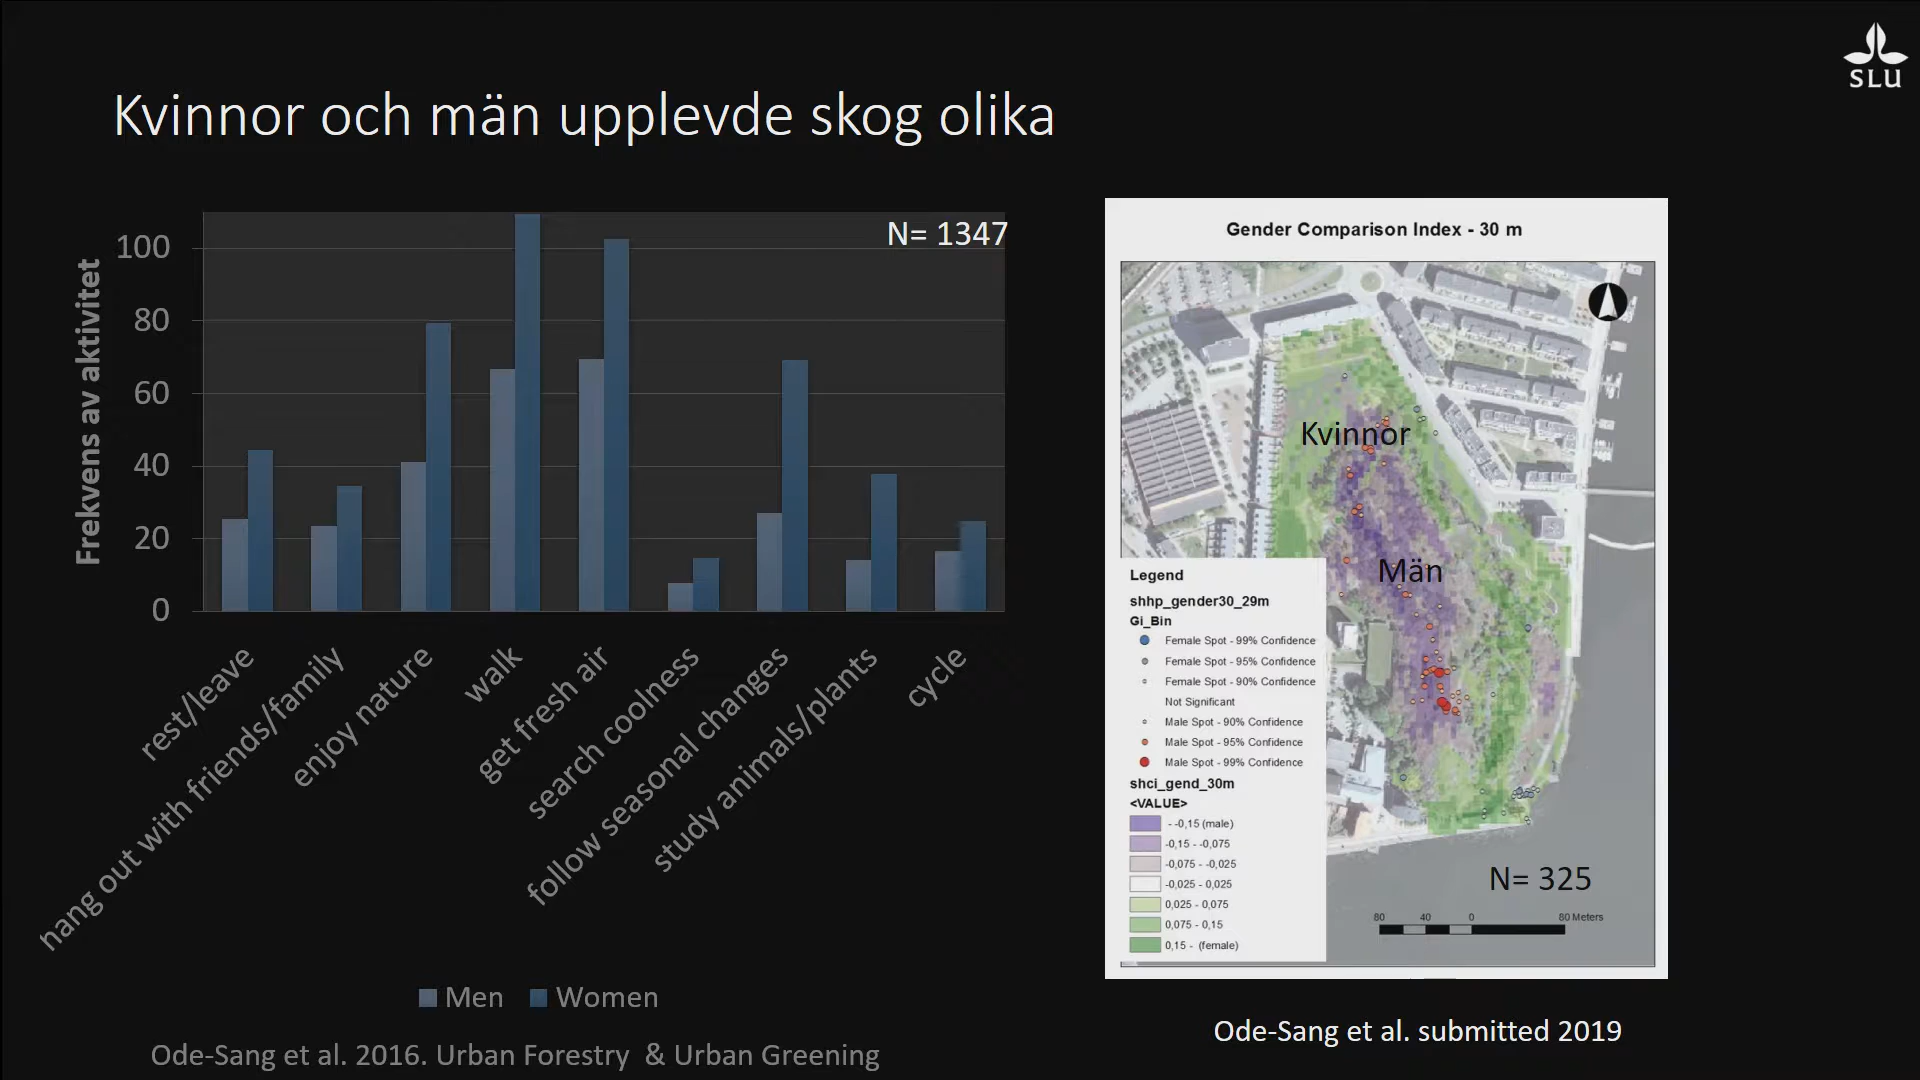 SLU
Kvinnor och män upplevde skog olika
N= 1347
Frekvens av aktivitet
100
80
60
40
20
0
rest/leave
hang out with friends/family
enjoy nature
walk
get fresh air
search coolness
follow seasonal changes
study animals/plants
cycle
Men
Women
Ode-Sang et al. 2016. Urban Forestry & Urban Greening
Gender Comparison Index - 30 m
Kvinnor
Män
Legend
shhp_gender30_29m
Gi_Bin
Female Spot - 99% Confidence
Female Spot - 95% Confidence
Female Spot - 90% Confidence
Not Significant
Male Spot - 90% Confidence
Male Spot - 95% Confidence
Male Spot - 99% Confidence
shci_gend_30m
<VALUE>
- -0,15 (male)
-0,15 - -0,075
-0,075 - -0,025
-0,025 - 0,025
0,025 - 0,075
0,075 - 0,15
0,15 - (female)
N= 325
80 40 0 80 Meters
Ode-Sang et al. submitted 2019